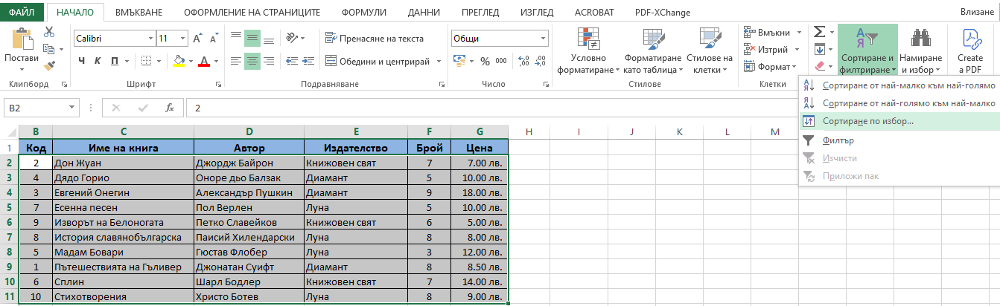 ФАЙЛ НАЧАЛО ВМЪКВАНЕ ОФОРМЛЕНИЕ НА СТРАНИЦИТЕ ФОРМУЛИ ДАННИ ПРЕГЛЕД ИЗГЛЕД ACROBAT PDF-XChange Влизане
Постави
Calibri 11
Ч К П
Пренасяне на текста
Обедини и центрирай
Общи
% 000
Условно форматиране
Форматиране като таблица
Стилове на клетки
Вмъкни
Изтрий
Формат
Сортиране и филтриране
Намиране и избор
Create a PDF
Клипборд Шрифт Подравняване Число Стилове Клетки
Сортиране от най-малко към най-голямо
Сортиране от най-голямо към най-малко
Сортиране по избор...
Филтър
Изчисти
Приложи пак
B2 fx 2
B C D E F G H I J K L M
1 Код Име на книга Автор Издателство Брой Цена
2 2 Дон Жуан Джордж Байрон Книжовен свят 7 7.00 лв.
3 4 Дядо Горио Оноре дьо Балзак Диамант 5 10.00 лв.
4 3 Евгений Онегин Александър Пушкин Диамант 9 18.00 лв.
5 7 Есенна песен Пол Верлен Луна 5 10.00 лв.
6 9 Изворът на Белоногата Петко Славейков Книжовен свят 6 5.00 лв.
7 8 История славянобългарска Паисий Хилендарски Луна 8 8.00 лв.
8 5 Мадам Бовари Гюстав Флобер Луна 3 12.00 лв.
9 1 Пътешествията на Гъливер Джонатан Суифт Диамант 8 8.50 лв.
10 6 Сплин Шарл Бодлер Книжовен свят 7 14.00 лв.
11 10 Стихотворения Христо Ботев Луна 8 9.00 лв.